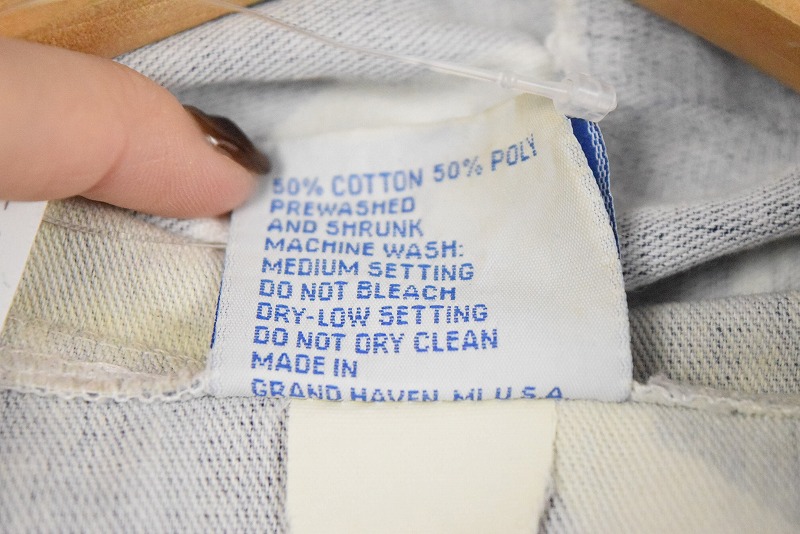 50% COTTON 50% POLY
PREWASHED
AND SHRUNK
MACHINE WASH:
MEDIUM SETTING
DO NOT BLEACH
DRY-LOW SETTING
DO NOT DRY CLEAN
MADE IN
GRAND HAVEN, MI U.S.A.